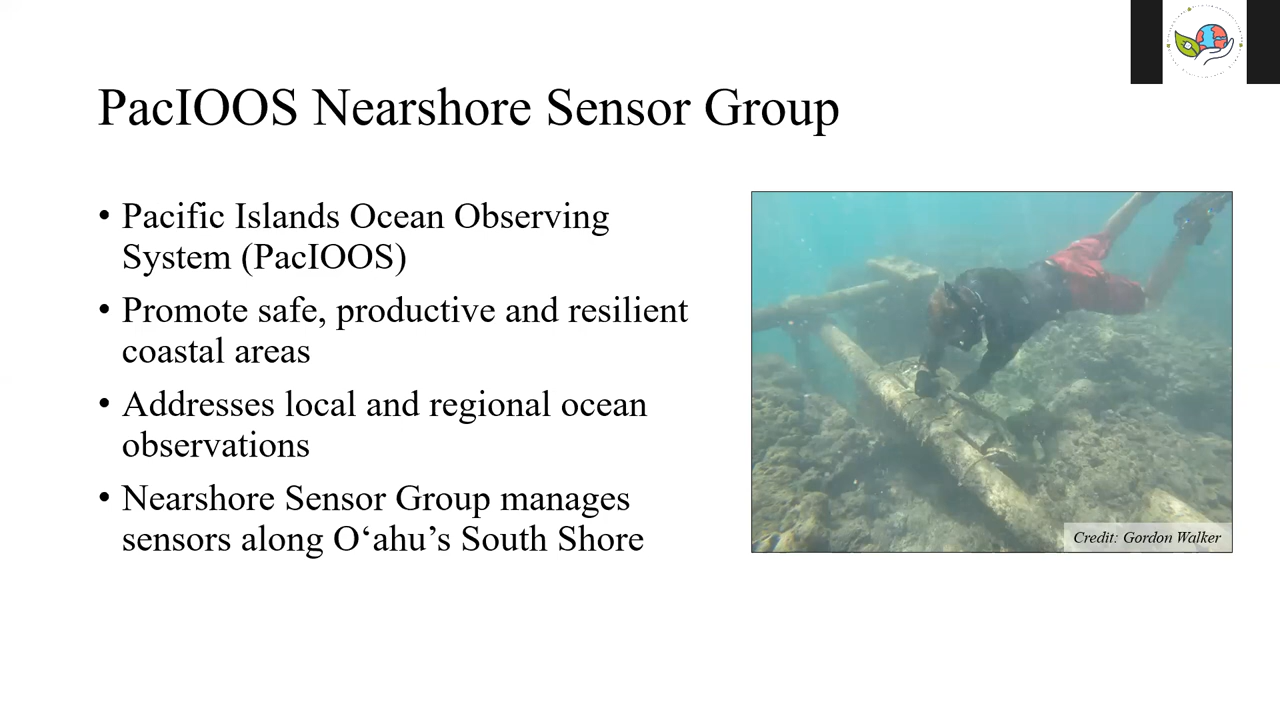 PacIOOS Nearshore Sensor Group
• Pacific Islands Ocean Observing
System (PacIOOS)
• Promote safe, productive and resilient
coastal areas
• Addresses local and regional ocean
observations
• Nearshore Sensor Group manages
sensors along Oʻahu’s South Shore
Credit: Gordon Walker